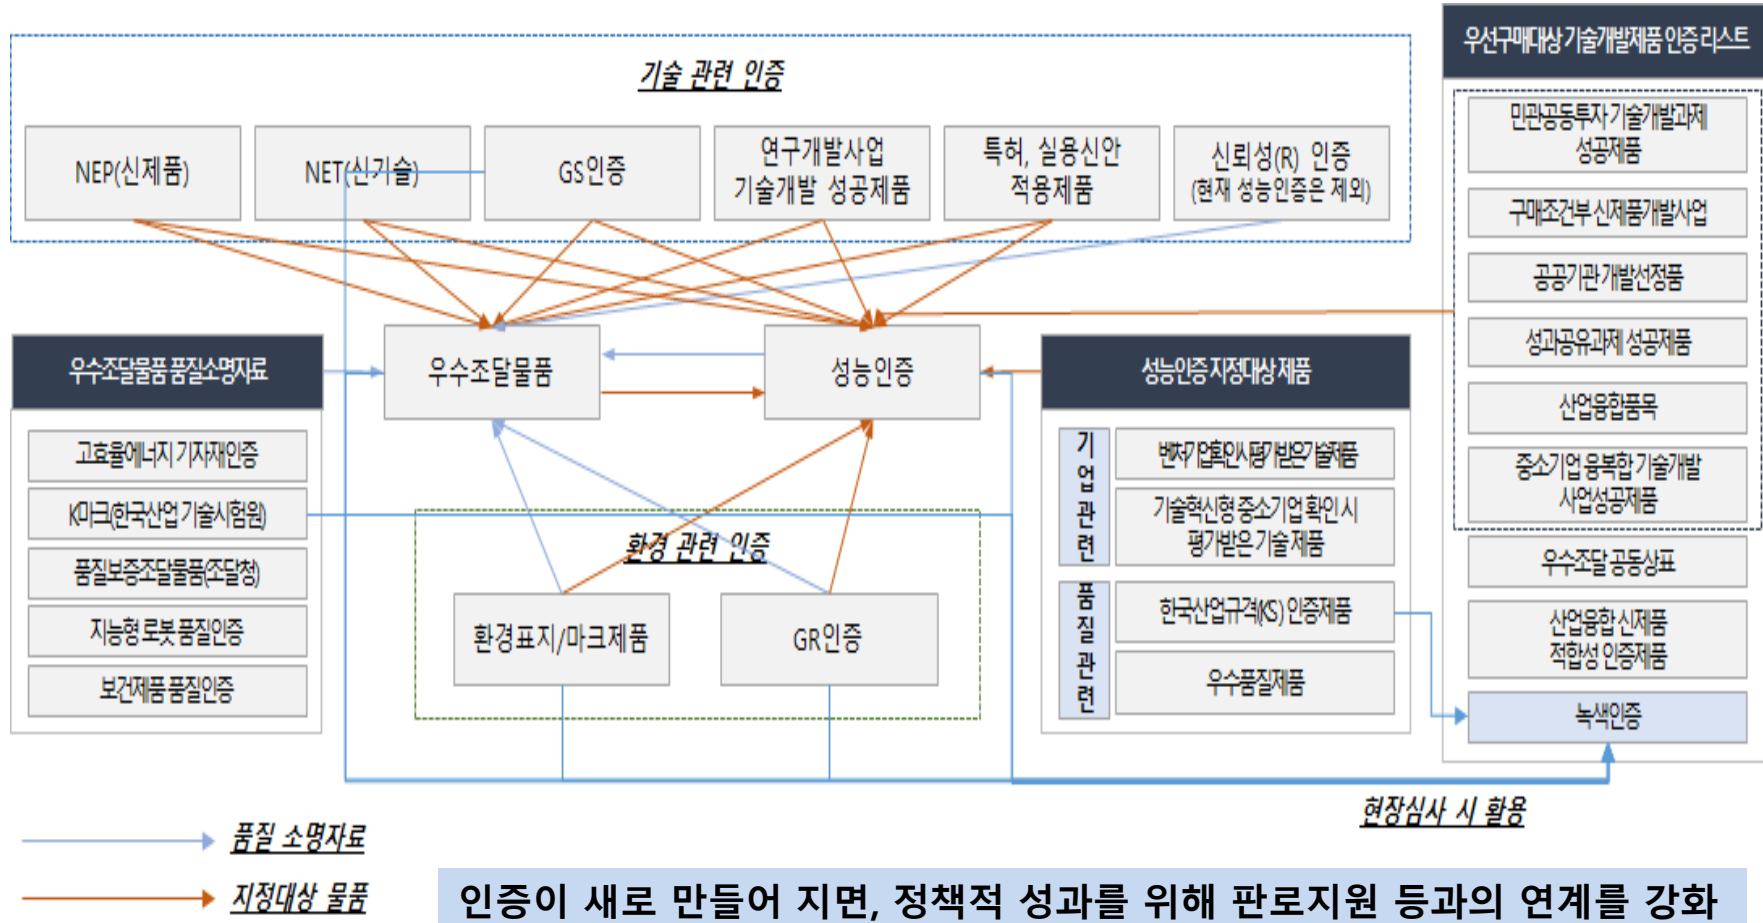 우선구매대상 기술개발제품 인증 리스트
기술 관련 인증
NEP(신제품)
NET(신기술)
GS인증
연구개발사업
기술개발 성공제품
특허, 실용신안
적용제품
신뢰성(R) 인증
(현재 성능인증은 제외)
민관공동투자 기술개발과제
성공제품
구매조건부 신제품개발사업
공공기관 개발선정품
성과공유과제 성공제품
산업융합품목
중소기업 융복합 기술개발
사업성공제품
우수조달 공동상표
산업융합 신제품
적합성 인증제품
녹색인증
우수조달물품 품질소명자료
고효율에너지 기자재인증
K마크(한국산업 기술시험원)
품질보증조달물품(조달청)
지능형 로봇 품질인증
보건제품 품질인증
우수조달물품
성능인증
환경 관련 인증
환경표지/마크제품
GR인증
성능인증 지정대상 제품
기업관련
벤처기업확인시 평가받은 기술제품
기술혁신형 중소기업 확인 시
평가받은 기술 제품
품질관련
한국산업규격(KS) 인증제품
우수품질제품
현장심사 시 활용
품질 소명자료
지정대상 물품
인증이 새로 만들어 지면, 정책적 성과를 위해 판로지원 등과의 연계를 강화